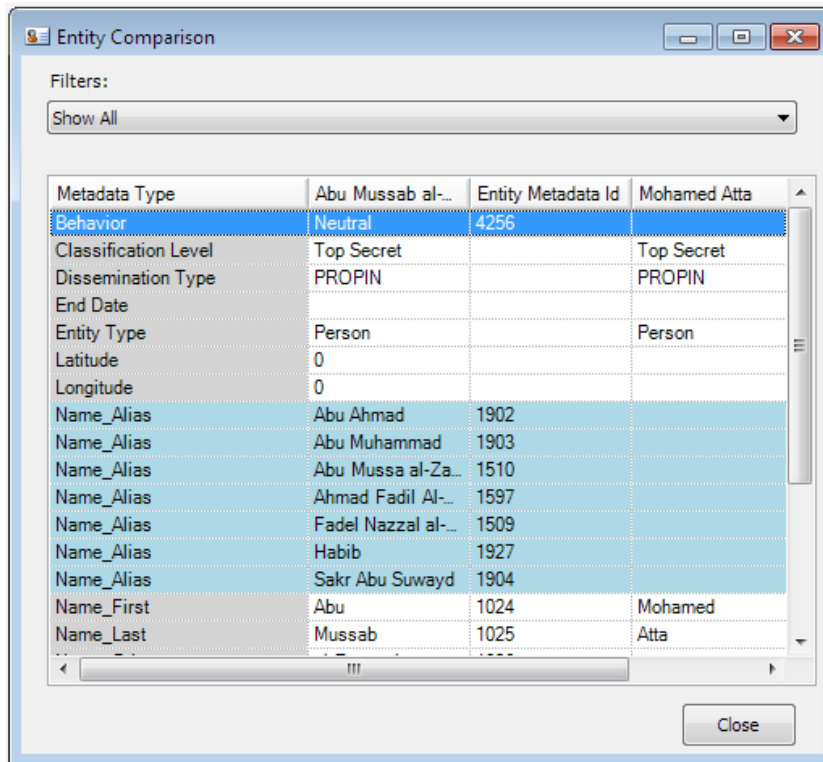 Entity Comparison
Filters:
Show All
Metadata Type Abu Mussab al-... Entity Metadata Id Mohamed Atta
Behavior Neutral 4256
Classification Level Top Secret Top Secret
Dissemination Type PROPIN PROPIN
End Date
Entity Type Person Person
Latitude 0
Longitude 0
Name_Alias Abu Ahmad 1902
Name_Alias Abu Muhammad 1903
Name_Alias Abu Mussa al-Za... 1510
Name_Alias Ahmad Fadil Al-... 1597
Name_Alias Fadel Nazzal al-... 1509
Name_Alias Habib 1927
Name_Alias Sakr Abu Suwayd 1904
Name_First Abu 1024 Mohamed
Name_Last Mussab 1025 Atta
Close